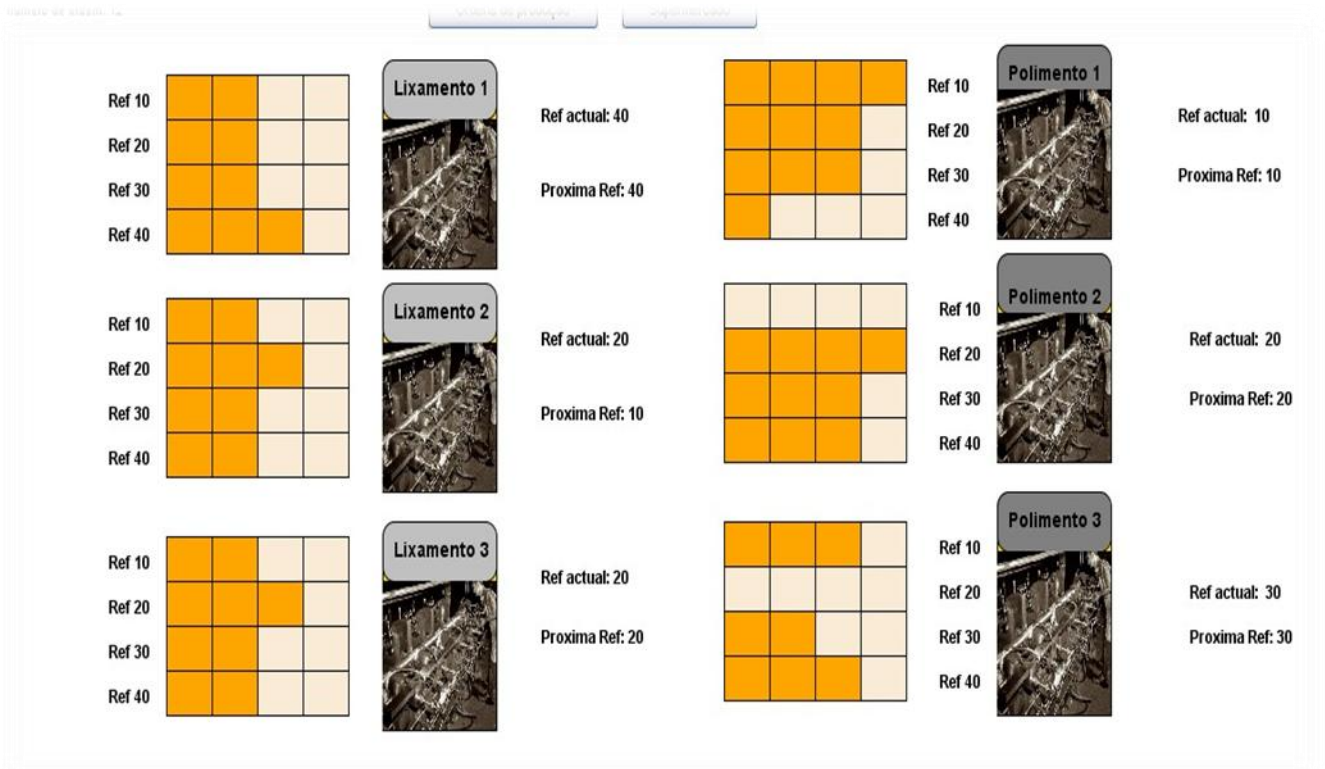 Ref 10
Ref 20
Ref 30
Ref 40
Lixamento 1
Ref actual: 40
Proxima Ref: 40
Ref 10
Ref 20
Ref 30
Ref 40
Polimento 1
Ref actual: 10
Proxima Ref: 10
Ref 10
Ref 20
Ref 30
Ref 40
Lixamento 2
Ref actual: 20
Proxima Ref: 10
Ref 10
Ref 20
Ref 30
Ref 40
Polimento 2
Ref actual: 20
Proxima Ref: 20
Ref 10
Ref 20
Ref 30
Ref 40
Lixamento 3
Ref actual: 20
Proxima Ref: 20
Ref 10
Ref 20
Ref 30
Ref 40
Polimento 3
Ref actual: 30
Proxima Ref: 30